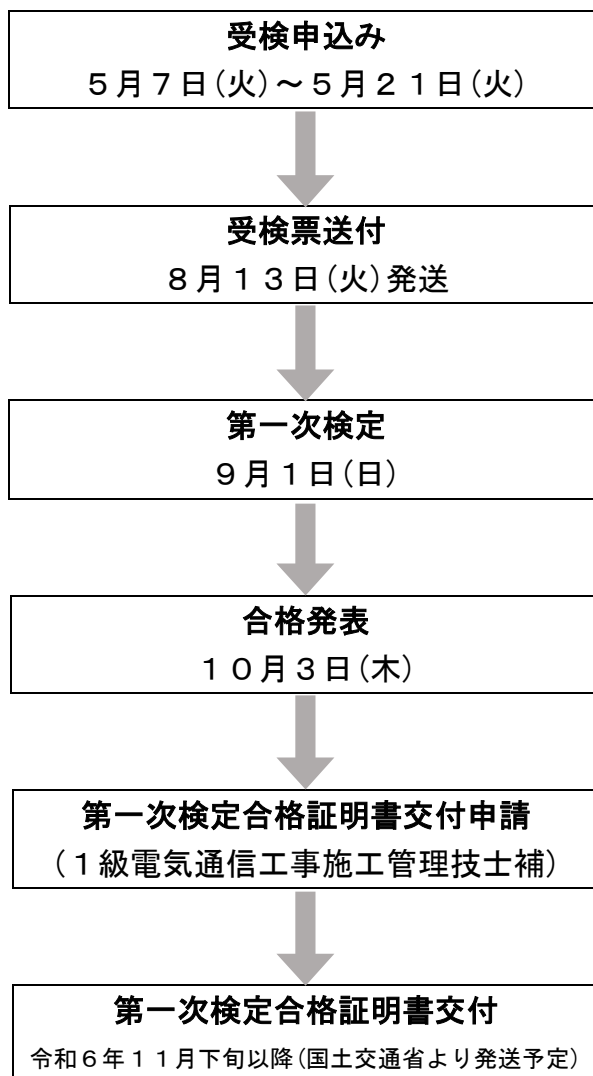 受検申込み
５月７日(火)～５月２１日(火)
受検票送付
８月１３日(火)発送
第一次検定
９月１日(日)
合格発表
１０月３日(木)
第一次検定合格証明書交付申請
(１級電気通信工事施工管理技士補)
第一次検定合格証明書交付
令和６年１１月下旬以降(国土交通省より発送予定)